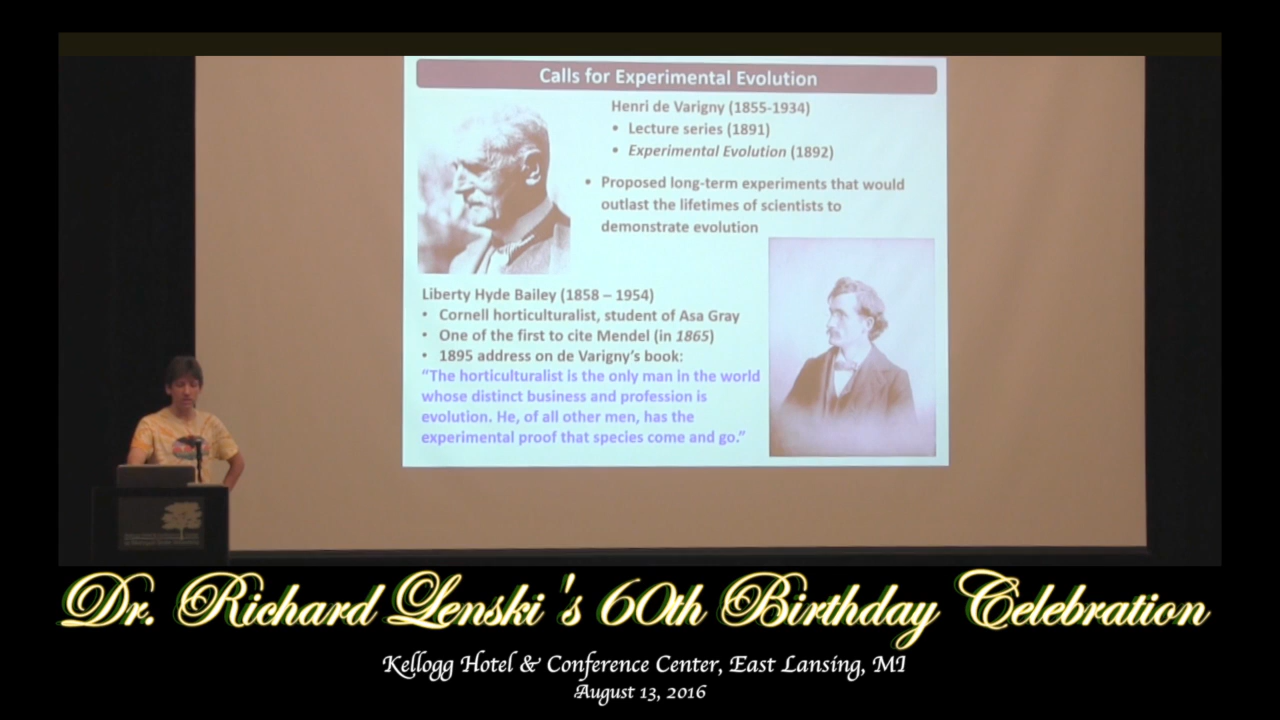 Calls for Experimental Evolution
Henri de Varigny (1855-1934)
• Lecture series (1891)
• Experimental Evolution (1892)
• Proposed long-term experiments that would
outlast the lifetimes of scientists to
demonstrate evolution
Liberty Hyde Bailey (1858 – 1954)
• Cornell horticulturalist, student of Asa Gray
• One of the first to cite Mendel (in 1865)
• 1895 address on de Varigny's book:
“The horticulturalist is the only man in the world
whose distinct business and profession is
evolution. He, of all other men, has the
experimental proof that species come and go.”
Dr. Richard Lenski's 60th Birthday Celebration
Kellogg Hotel & Conference Center, East Lansing, MI
August 13, 2016